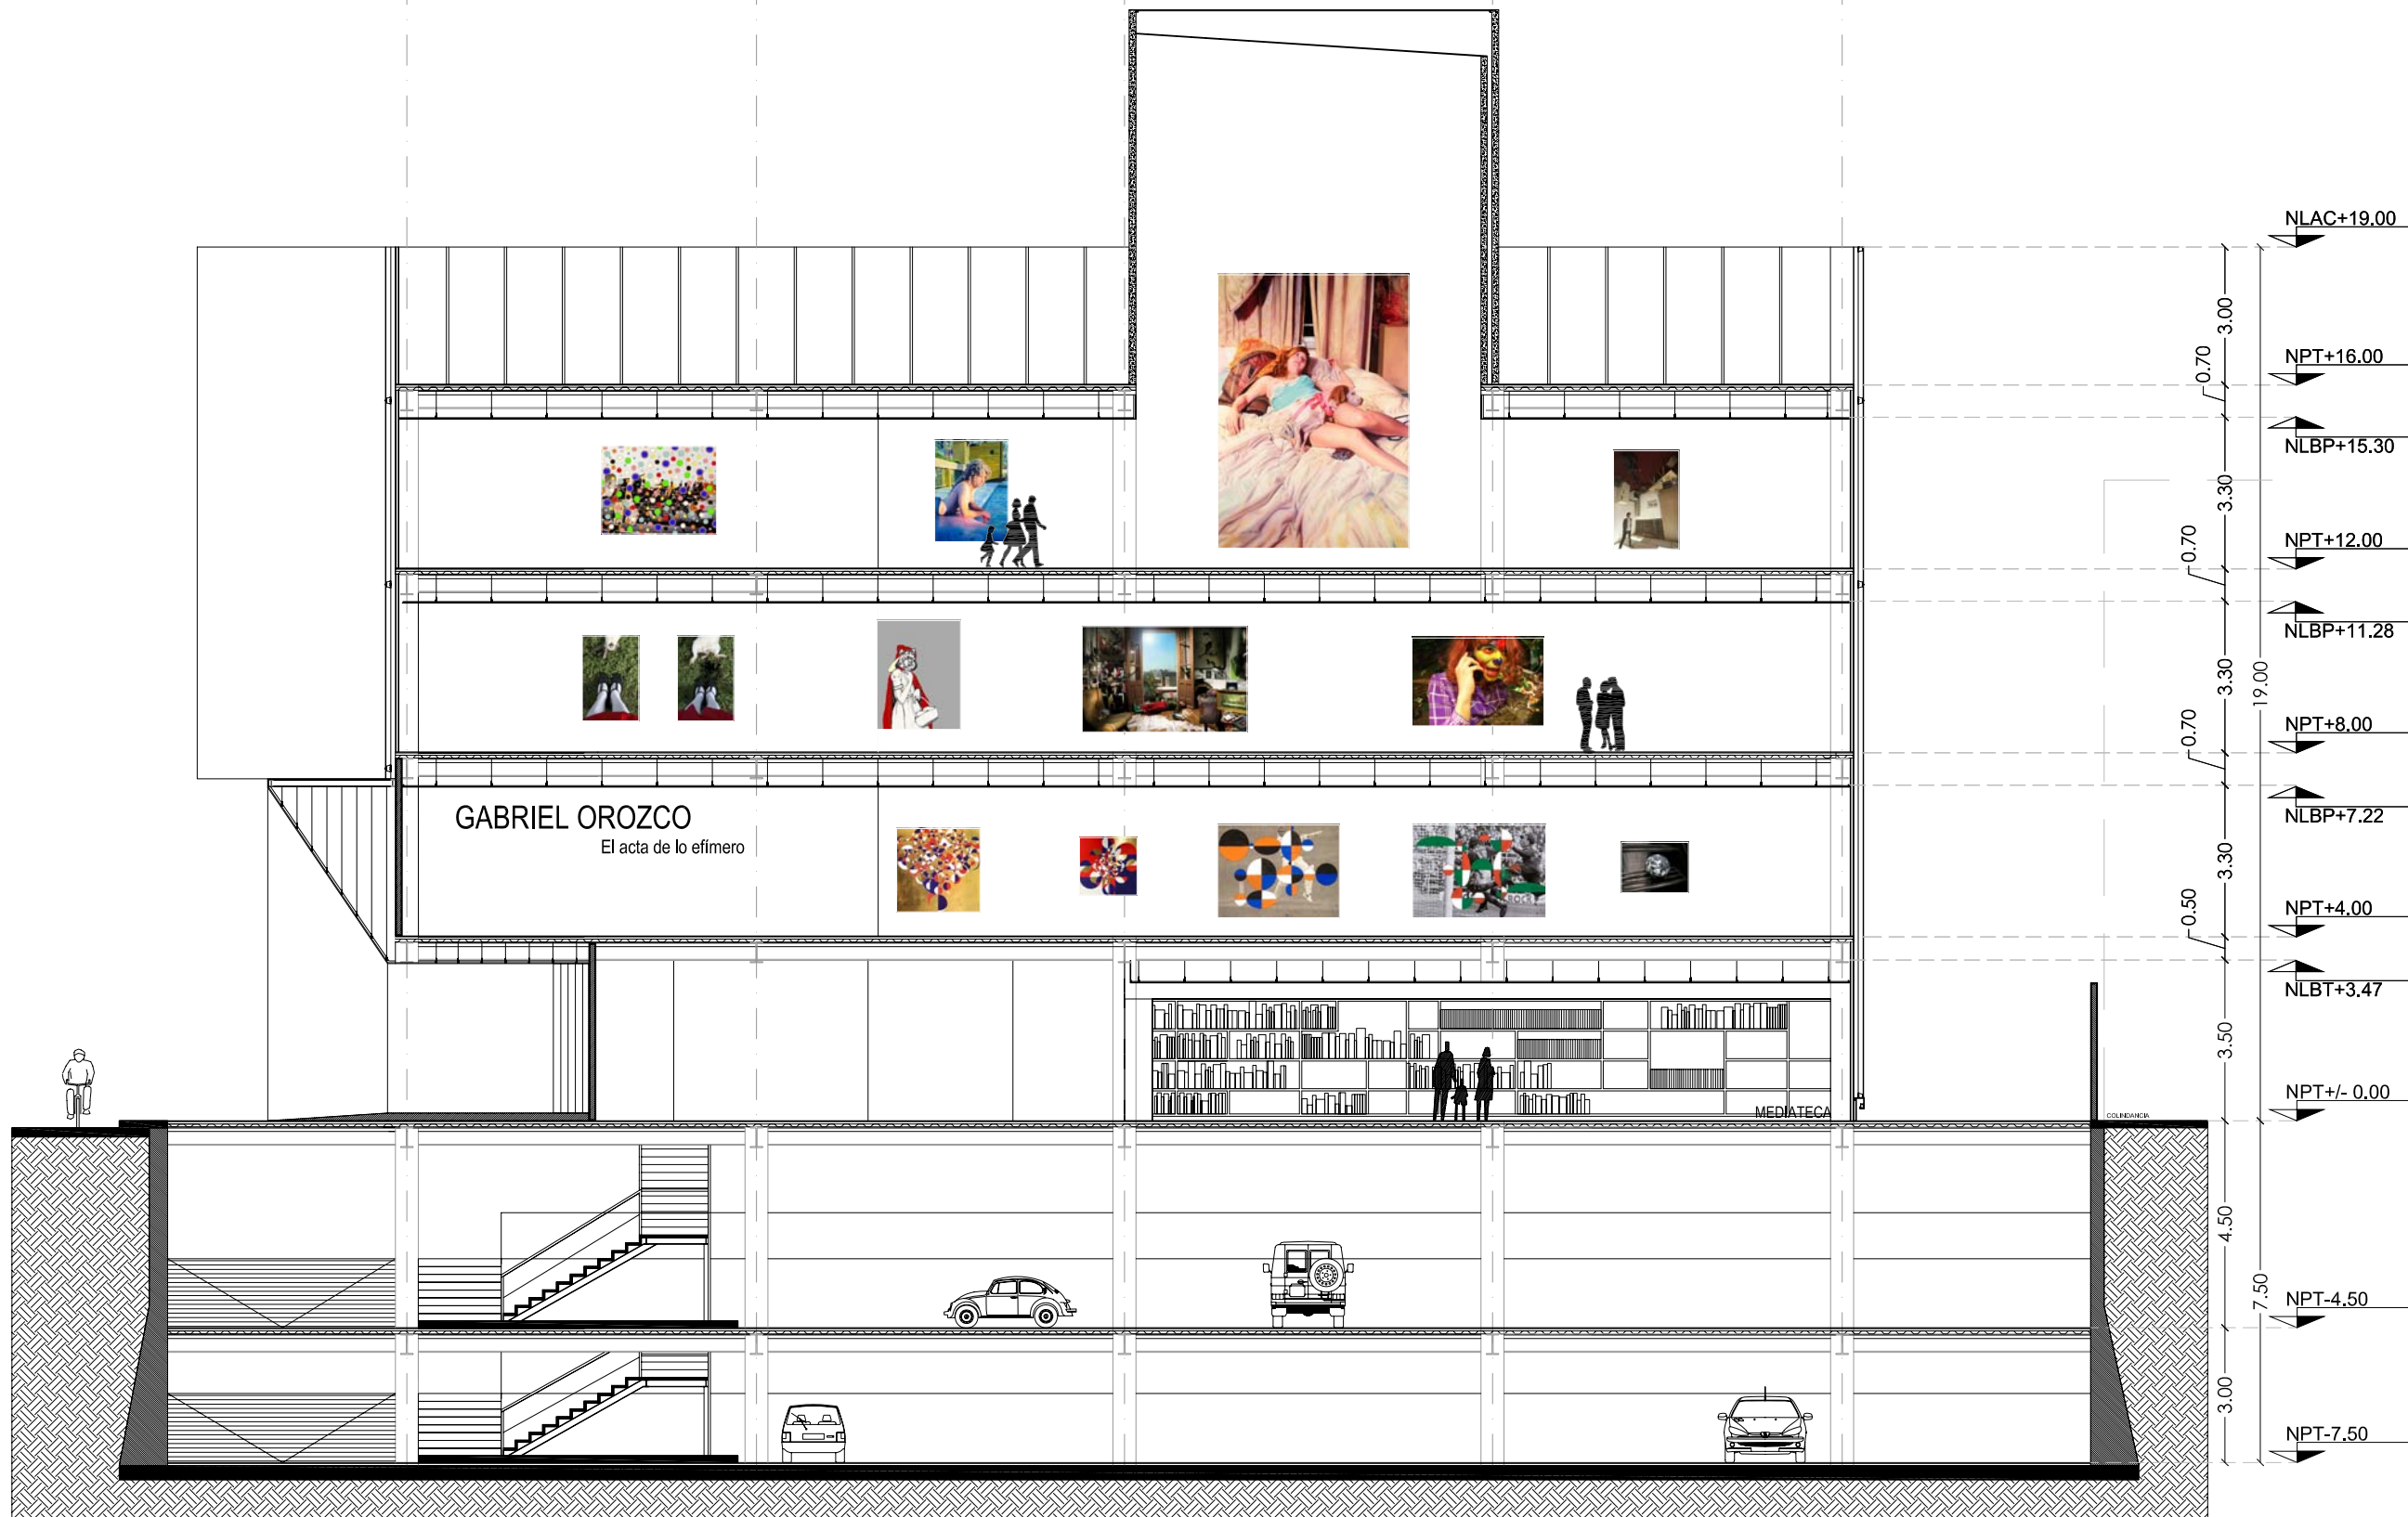 NLAC+19.00
3.00
NPT+16.00
0.70
NLBP+15.30
3.30
NPT+12.00
0.70
NLBP+11.28
3.30
19.00
NPT+8.00
0.70
NLBP+7.22
GABRIEL OROZCO
El acta de lo efímero
3.30
NPT+4.00
0.50
NLBT+3.47
3.50
NPT+/- 0.00
MEDIATECA
COLINDANCIA
4.50
7.50
NPT-4.50
3.00
NPT-7.50